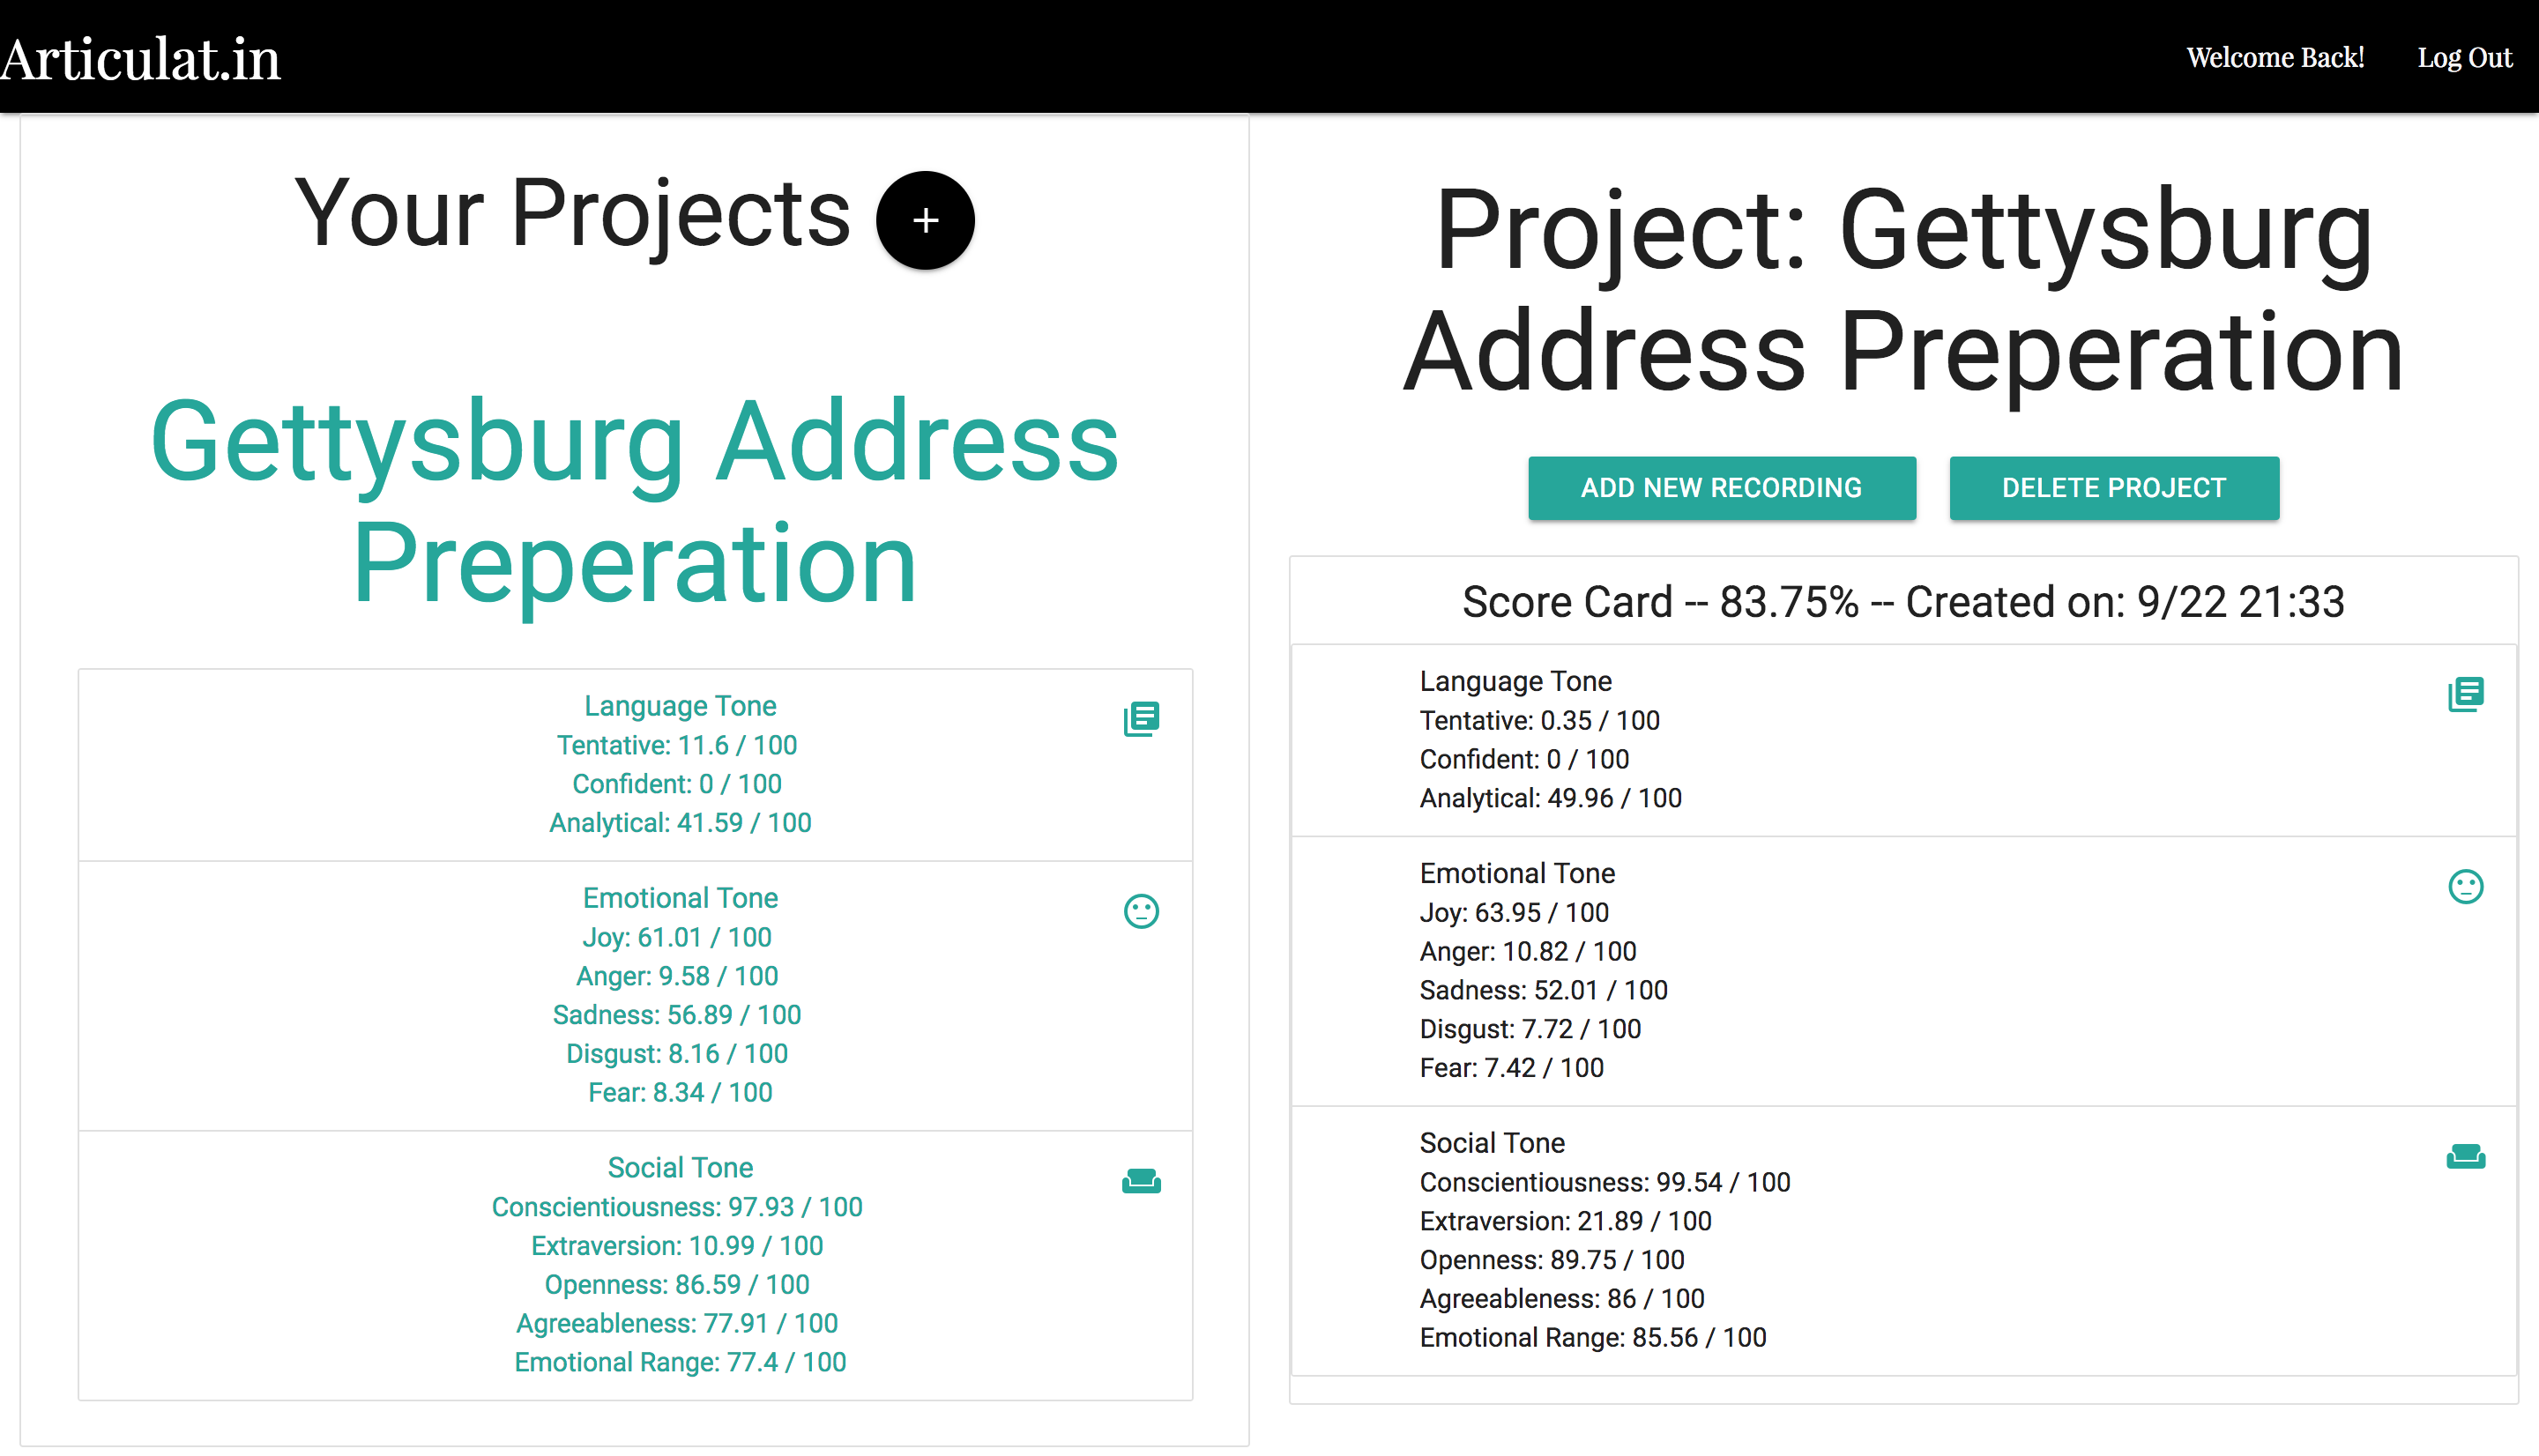 Articulat.in
Welcome Back!
Log Out
Your Projects +
Gettysburg Address
Preperation
Language Tone
Tentative: 11.6 / 100
Confident: 0 / 100
Analytical: 41.59 / 100
Emotional Tone
Joy: 61.01 / 100
Anger: 9.58 / 100
Sadness: 56.89 / 100
Disgust: 8.16 / 100
Fear: 8.34 / 100
Social Tone
Conscientiousness: 97.93 / 100
Extraversion: 10.99 / 100
Openness: 86.59 / 100
Agreeableness: 77.91 / 100
Emotional Range: 77.4 / 100
Project: Gettysburg
Address Preperation
ADD NEW RECORDING
DELETE PROJECT
Score Card -- 83.75% -- Created on: 9/22 21:33
Language Tone
Tentative: 0.35 / 100
Confident: 0 / 100
Analytical: 49.96 / 100
Emotional Tone
Joy: 63.95 / 100
Anger: 10.82 / 100
Sadness: 52.01 / 100
Disgust: 7.72 / 100
Fear: 7.42 / 100
Social Tone
Conscientiousness: 99.54 / 100
Extraversion: 21.89 / 100
Openness: 89.75 / 100
Agreeableness: 86 / 100
Emotional Range: 85.56 / 100